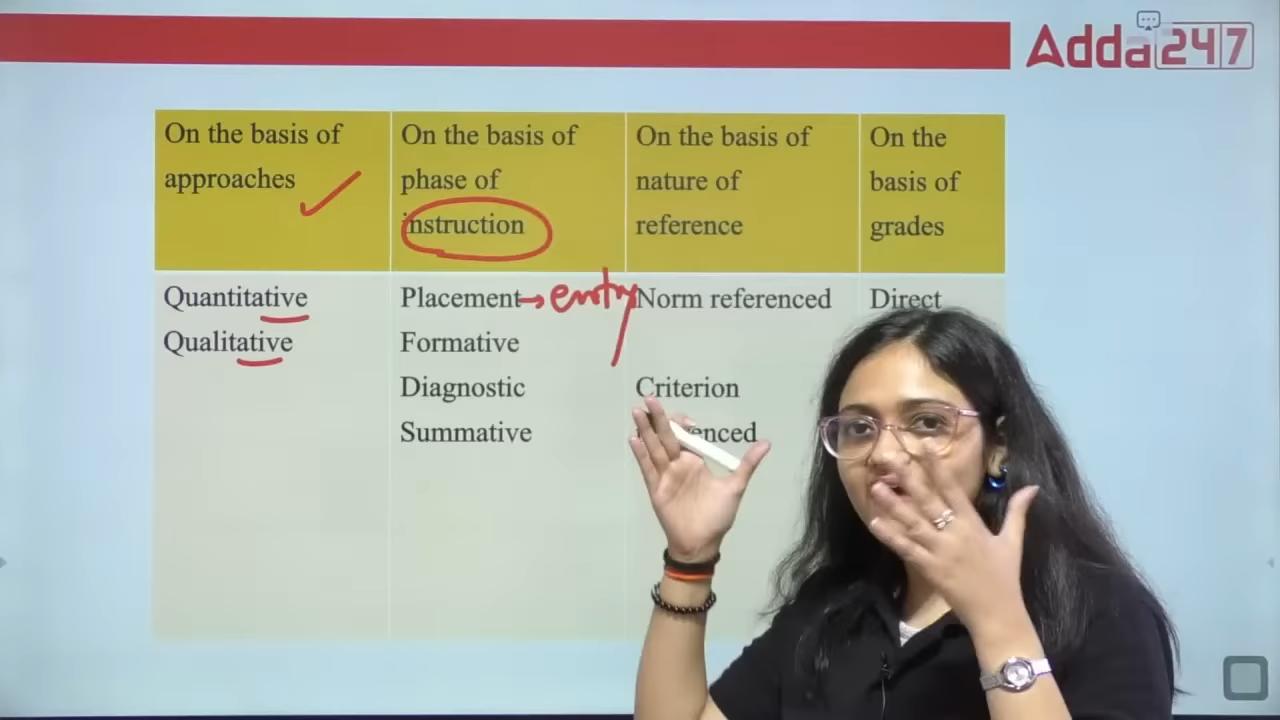 Adda247
On the basis of
approaches
On the basis of
phase of
instruction
On the basis of
nature of
reference
On the
basis of
grades
Quantitative
Qualitative
Placement → entry
Formative
Diagnostic
Summative
Norm referenced
Criterion
Direct